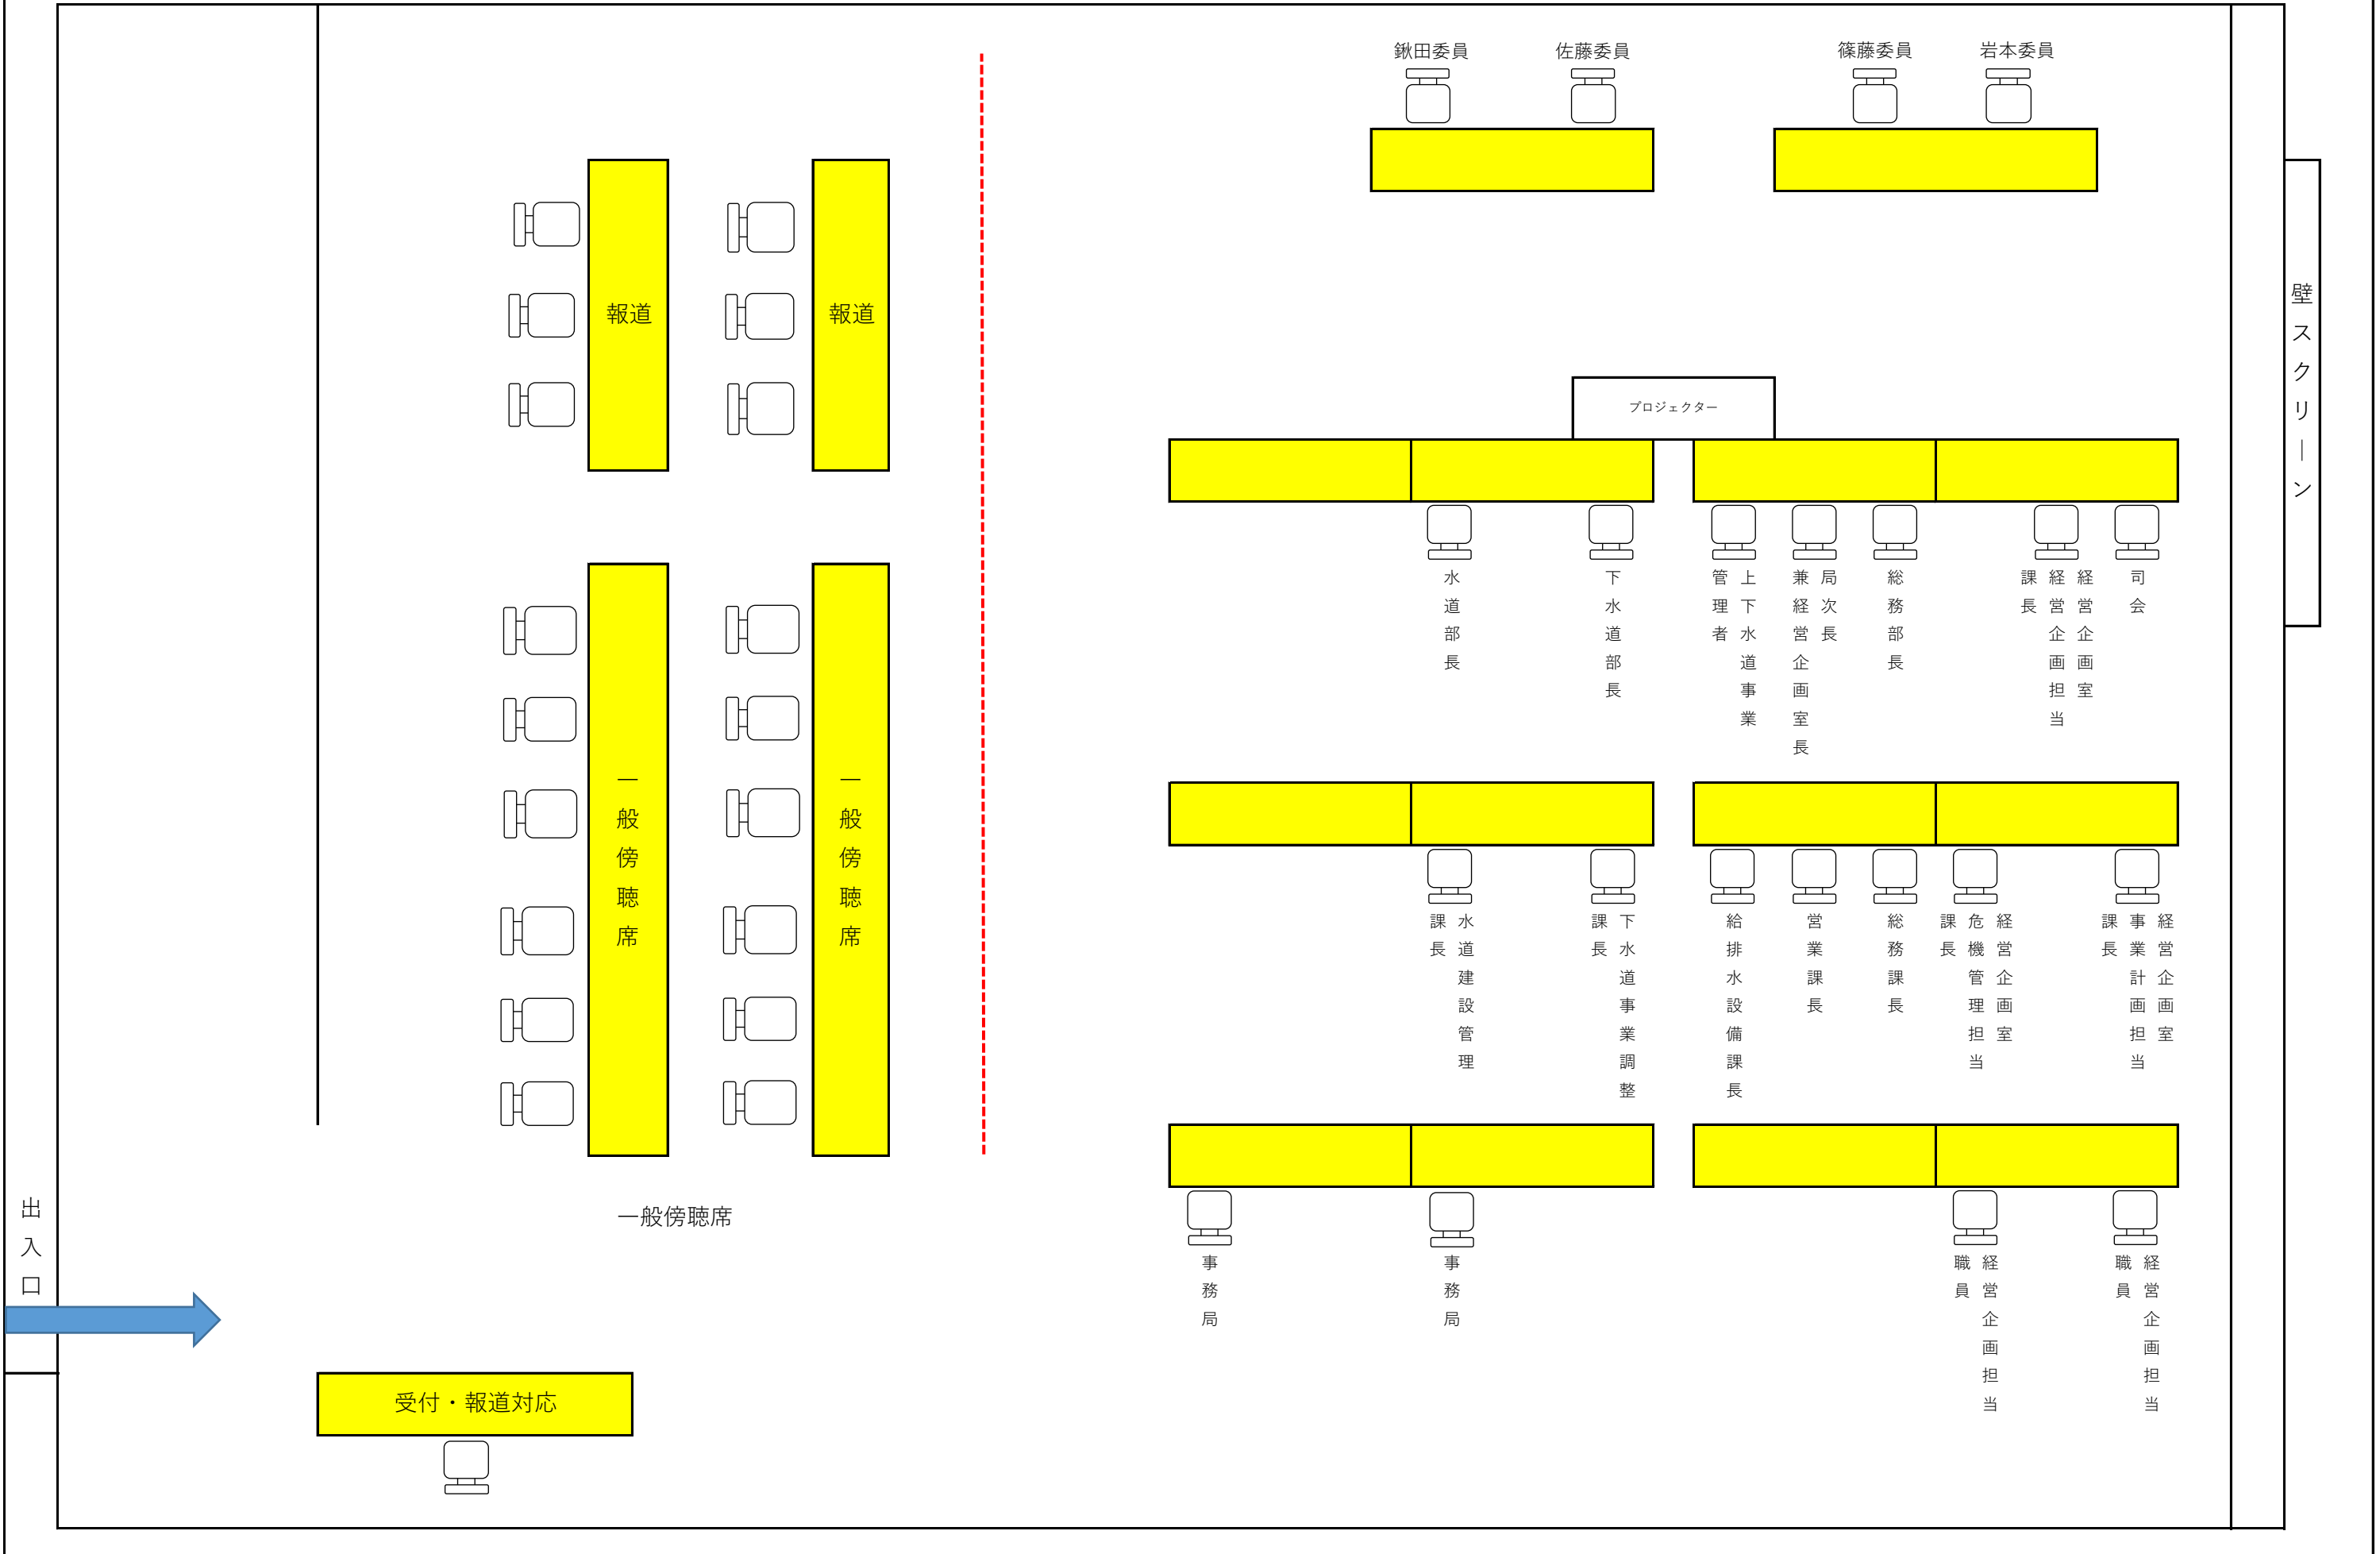 鍬田委員
佐藤委員
篠藤委員
岩本委員
報道
報道
壁スクリーン
プロジェクター
水道部長
下水道部長
上下水道事業
管理者
局次長
兼経営企画室長
総務部長
経営企画室
経営企画担当
課長
司会
一般傍聴席
一般傍聴席
水道建設管理
課長
下水道事業調整
課長
給排水設備課長
営業課長
総務課長
経営企画室
危機管理担当
課長
経営企画室
事業計画担当
課長
出入口
一般傍聴席
事務局
事務局
経営企画担当
職員
経営企画担当
職員
受付・報道対応